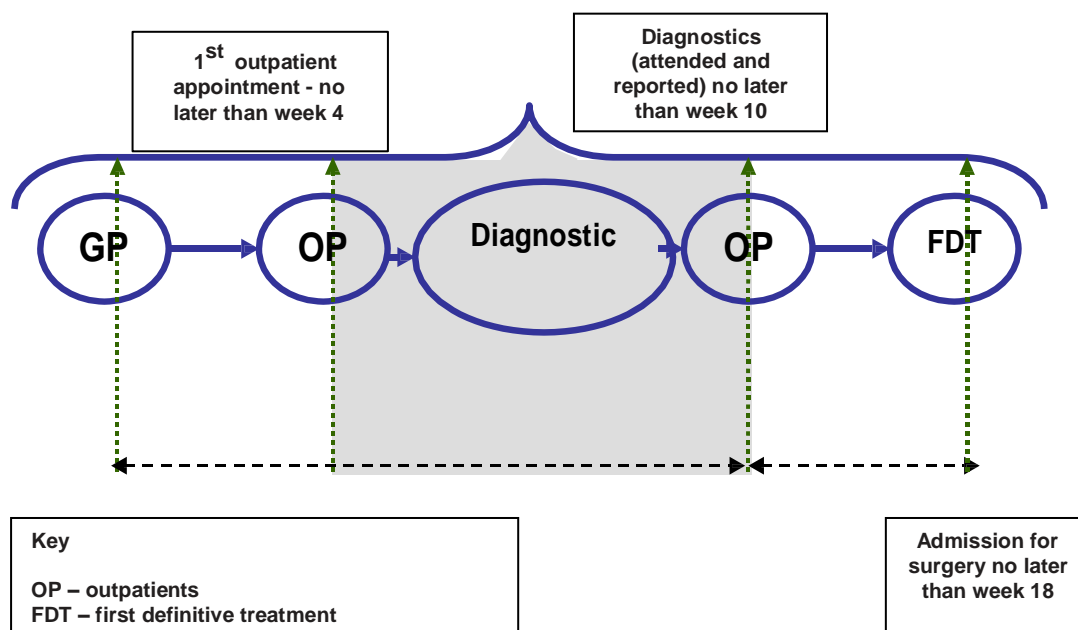 1st outpatient
appointment - no
later than week 4
Diagnostics
(attended and
reported) no later
than week 10
GP
OP
Diagnostic
OP
FDT
Key
OP – outpatients
FDT – first definitive treatment
Admission for
surgery no later
than week 18